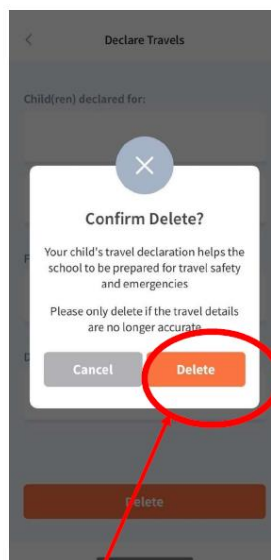 Declare Travels
Child(ren) declared for:
Confirm Delete?
Your child's travel declaration helps the
school to be prepared for travel safety
and emergencies
Please only delete if the travel details
are no longer accurate
Cancel
Delete
Delete